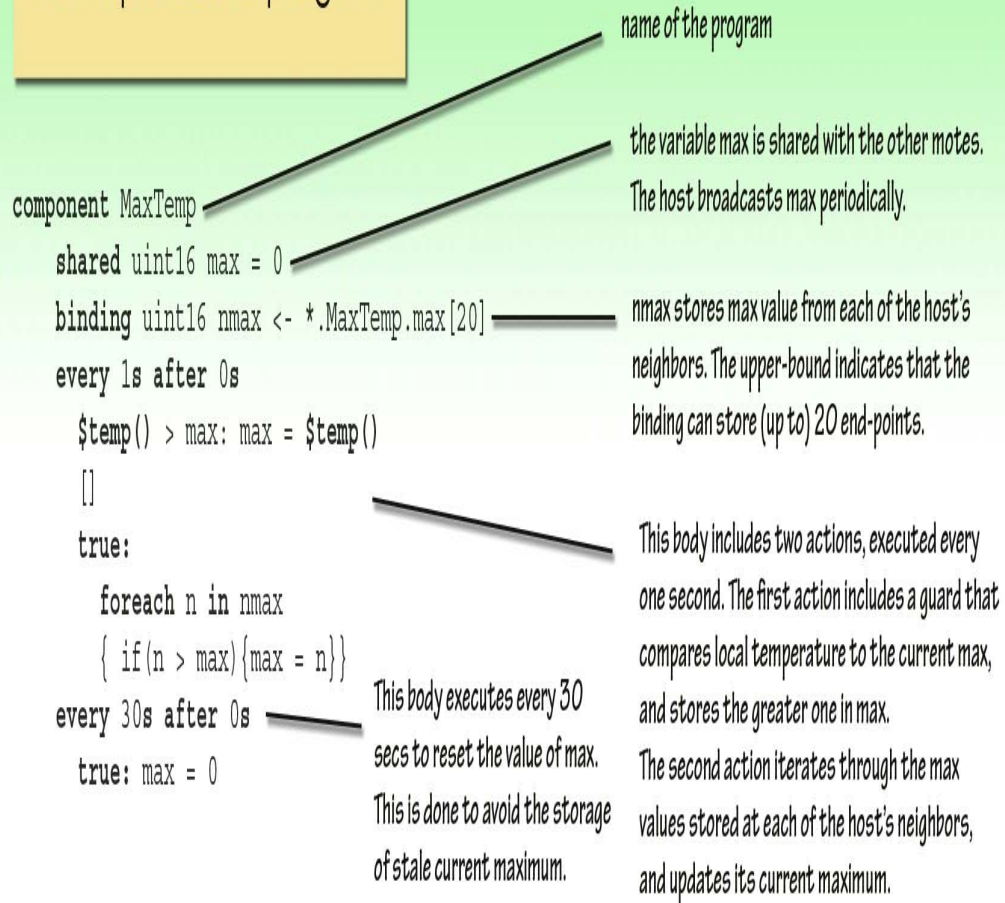 name of the program
the variable max is shared with the other motes.
The host broadcasts max periodically.
component MaxTemp
shared uint16 max = 0
binding uint16 nmax <- *.MaxTemp.max[20]
every 1s after 0s
$temp() > max: max = $temp()
[]
true:
foreach n in nmax
{ if(n > max){max = n}}
every 30s after 0s
true: max = 0
nmax stores max value from each of the host's
neighbors. The upper-bound indicates that the
binding can store (up to) 20 end-points.
This body includes two actions, executed every
one second. The first action includes a guard that
compares local temperature to the current max,
and stores the greater one in max.
The second action iterates through the max
values stored at each of the host's neighbors,
and updates its current maximum.
This body executes every 30
secs to reset the value of max.
This is done to avoid the storage
of stale current maximum.